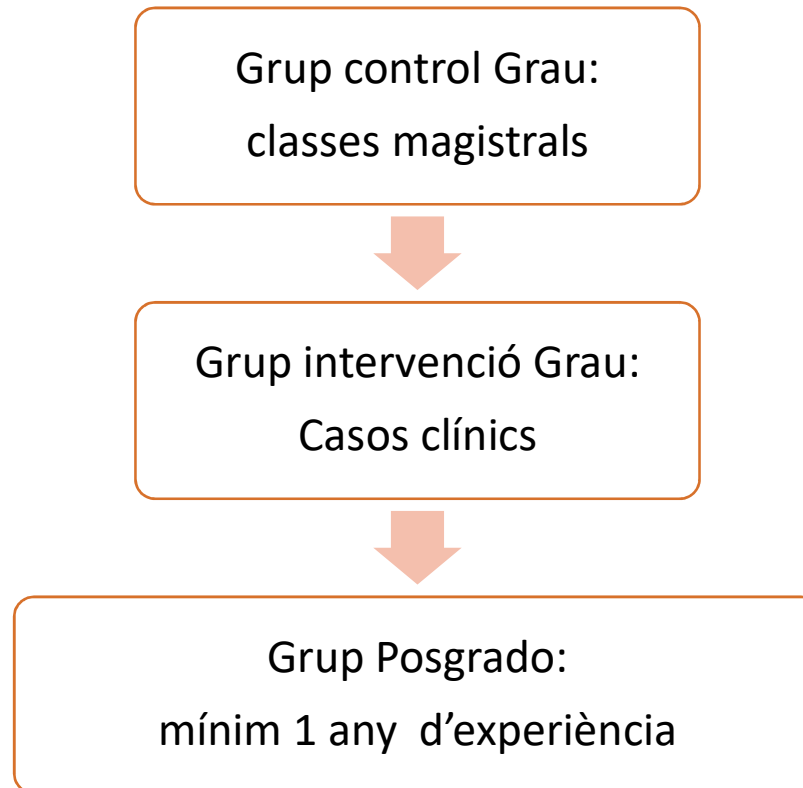 Grup control Grau:
classes magistrals
Grup intervenció Grau:
Casos clínics
Grup Posgrado:
mínim 1 any  d’experiència